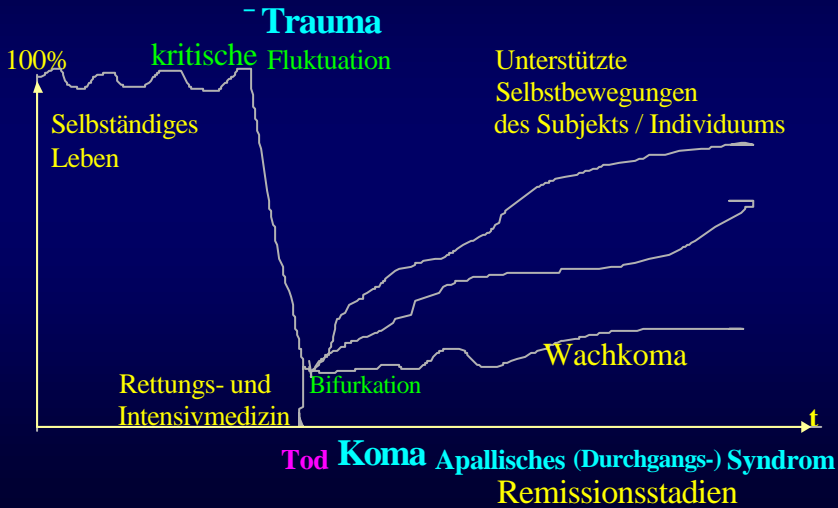 – Trauma
100% kritische Fluktuation
Unterstützte
Selbstbewegungen
des Subjekts / Individuums
Selbständiges
Leben
Wachkoma
Rettungs- und
Intensivmedizin
Bifurkation
t
Tod Koma Apallisches (Durchgangs-) Syndrom
Remissionsstadien